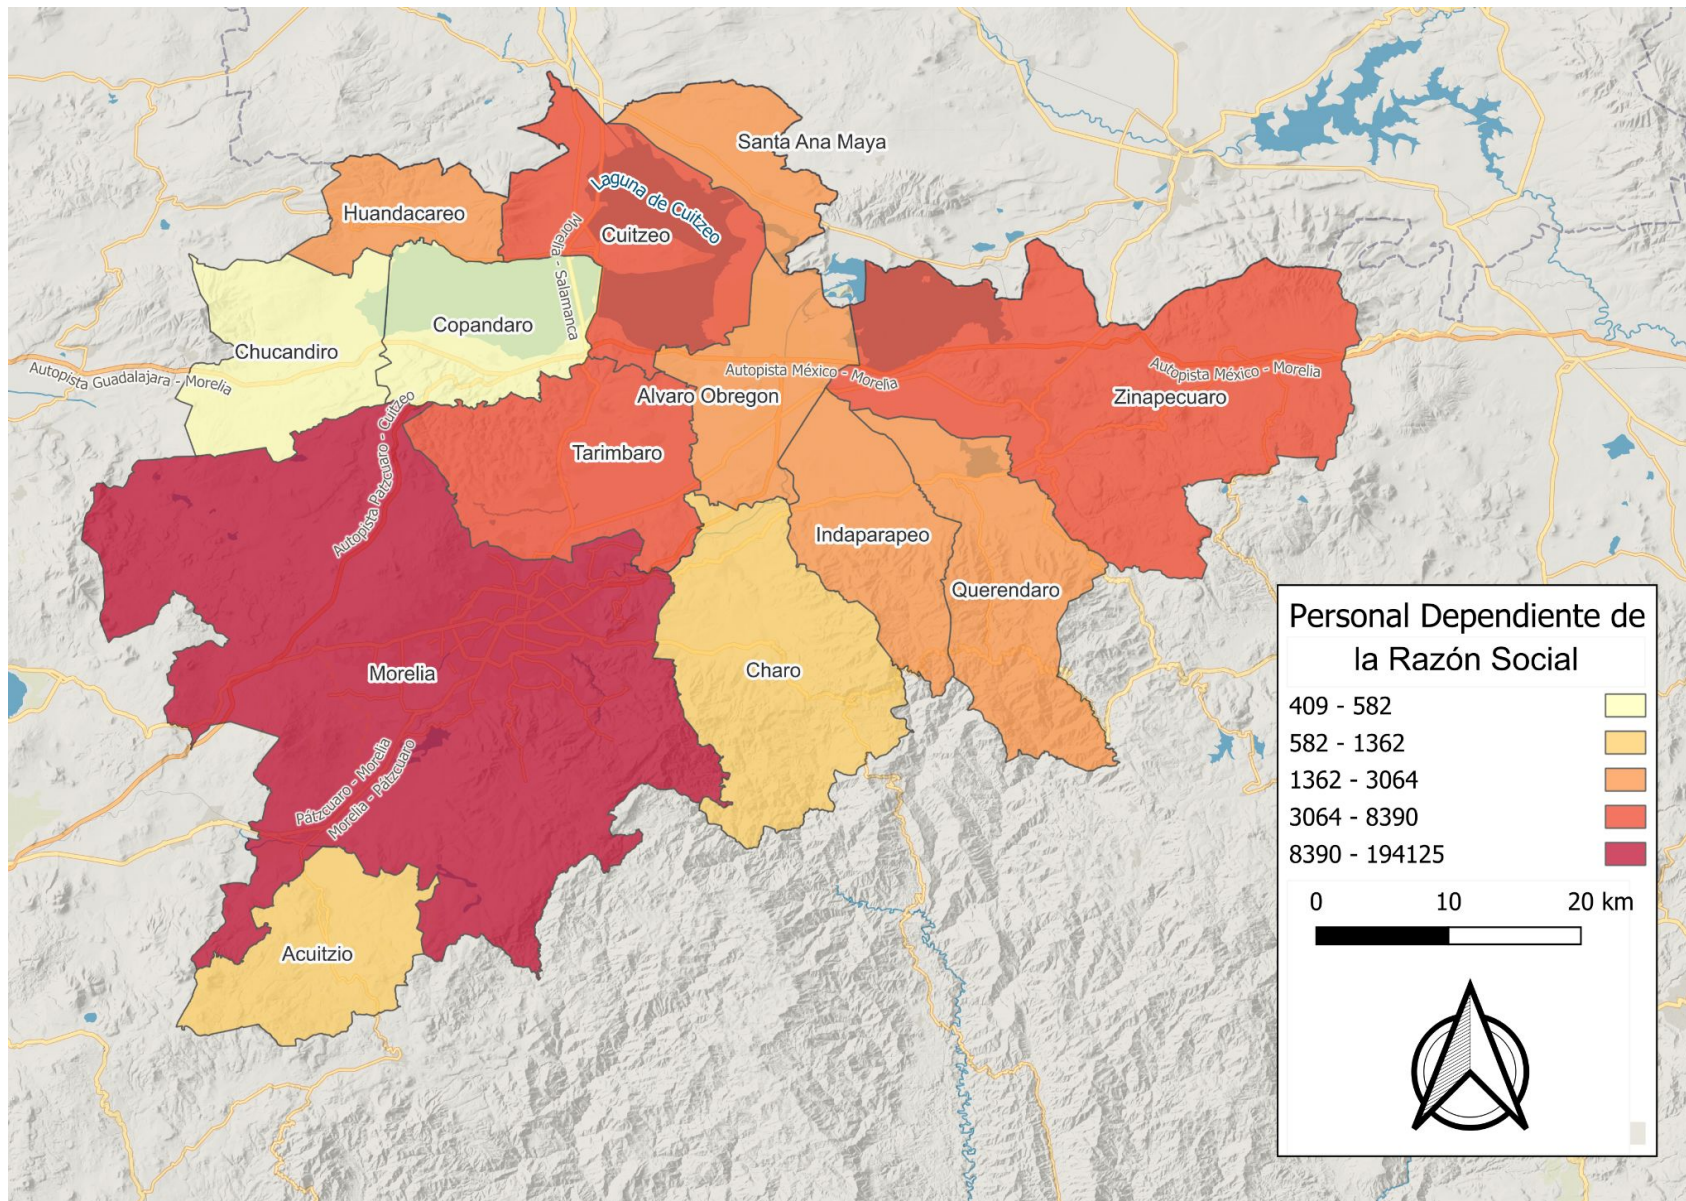 Santa Ana Maya
Huandacareo
Laguna de Cuitzeo
Cuitzeo
Morelia - Salamanca
Copandaro
Chucandiro
Autopista Guadalajara - Morelia
Autopista México - Morelia
Autopista México - Morelia
Alvaro Obregon
Zinapecuaro
Autopista Patzcuaro - Cuitzeo
Tarimbaro
Indaparapeo
Querendaro
Morelia
Charo
Pátzcuaro - Morelia
Morelia - Pátzcuaro
Acuitzio
Personal Dependiente de
la Razón Social
409 - 582
582 - 1362
1362 - 3064
3064 - 8390
8390 - 194125
0 10 20 km